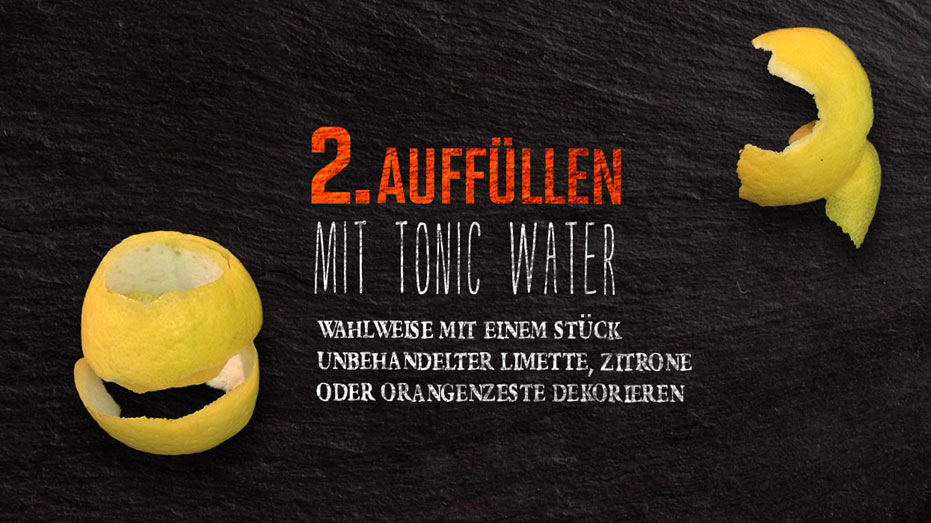 2. AUFFÜLLEN
MIT TONIC WATER
WAHLWEISE MIT EINEM STÜCK
UNBEHANDELTER LIMETTE, ZITRONE
ODER ORANGENZESTE DEKORIEREN